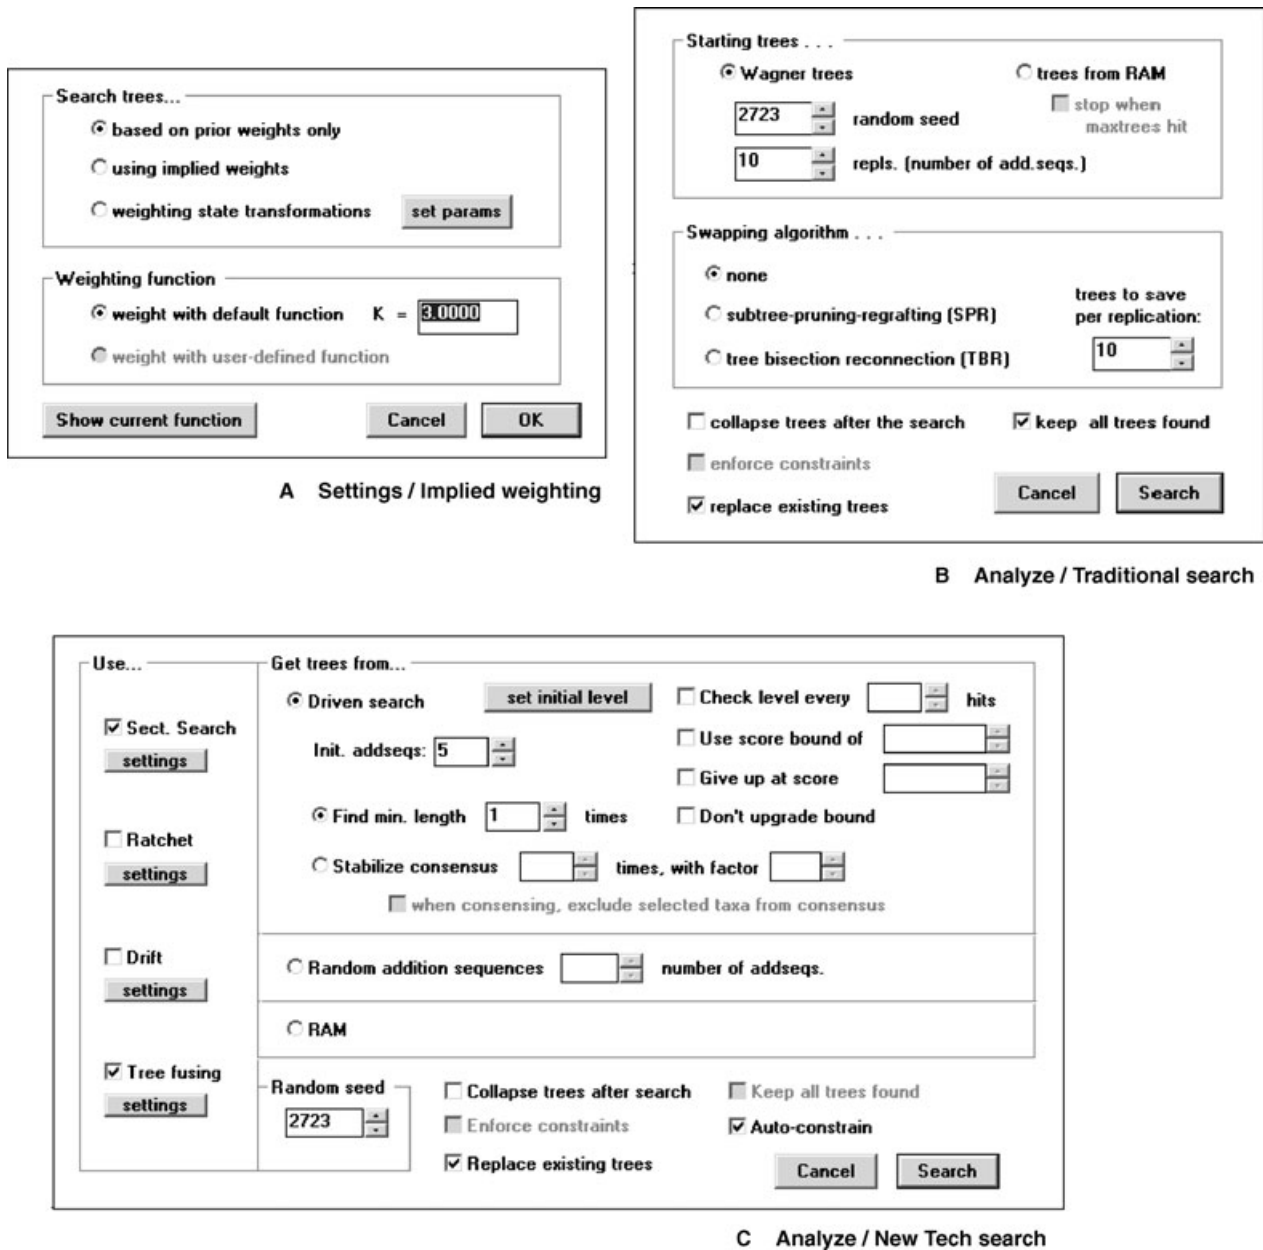 Search trees...
based on prior weights only
using implied weights
weighting state transformations set params
Weighting function
weight with default function K = 3.0000
weight with user-defined function
Show current function Cancel OK
A Settings / Implied weighting
Starting trees . . .
Wagner trees trees from RAM
2723 random seed stop when
maxtrees hit
10 repls. (number of add.seqs.)
Swapping algorithm . . .
none
subtree-pruning-regrafting (SPR)
trees to save
per replication:
tree bisection reconnection (TBR) 10
collapse trees after the search keep all trees found
enforce constraints
replace existing trees Cancel Search
B Analyze / Traditional search
Use...
Sect. Search
settings
Ratchet
settings
Drift
settings
Tree fusing
settings
Get trees from...
Driven search set initial level Check level every hits
Init. addseqs: 5 Use score bound of
Give up at score
Find min. length 1 times Don't upgrade bound
Stabilize consensus times, with factor
when consensing, exclude selected taxa from consensus
Random addition sequences number of addseqs.
RAM
Random seed
2723
Collapse trees after search Keep all trees found
Enforce constraints Auto-constrain
Replace existing trees Cancel Search
C Analyze / New Tech search